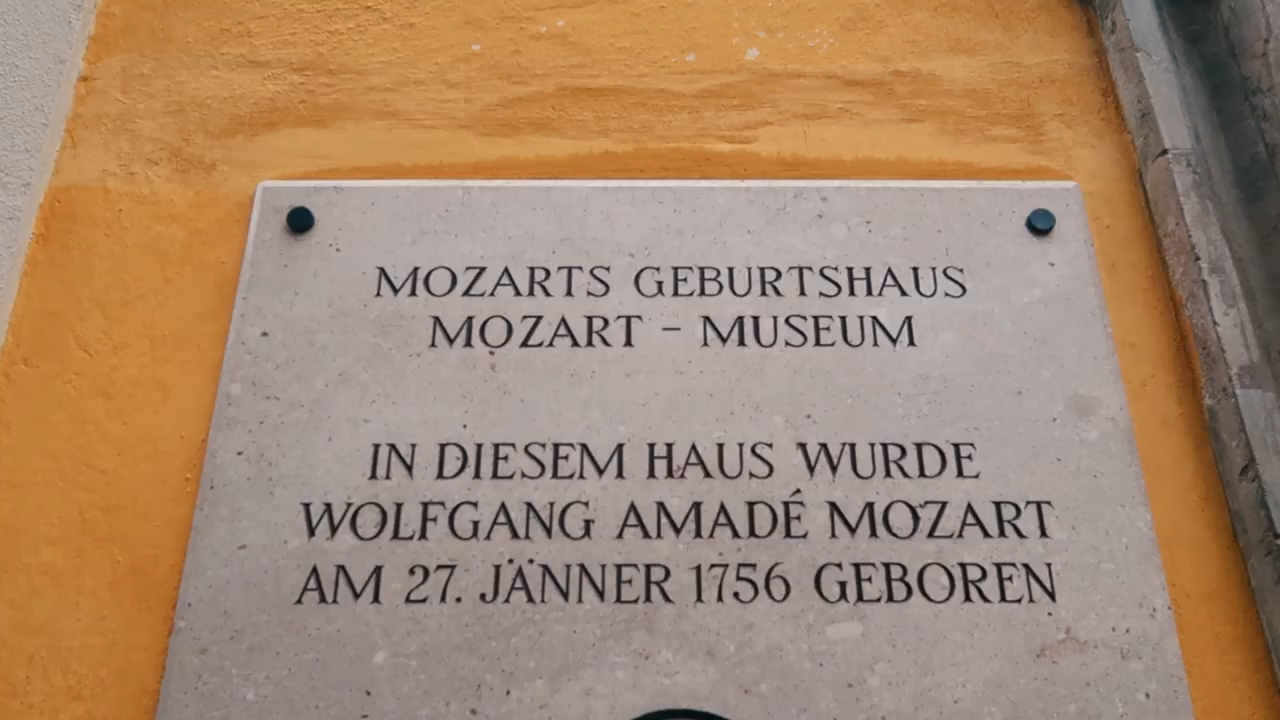 MOZARTS GEBURTSHAUS
MOZART – MUSEUM
IN DIESEM HAUS WURDE
WOLFGANG AMADÉ MOZART
AM 27. JÄNNER 1756 GEBOREN